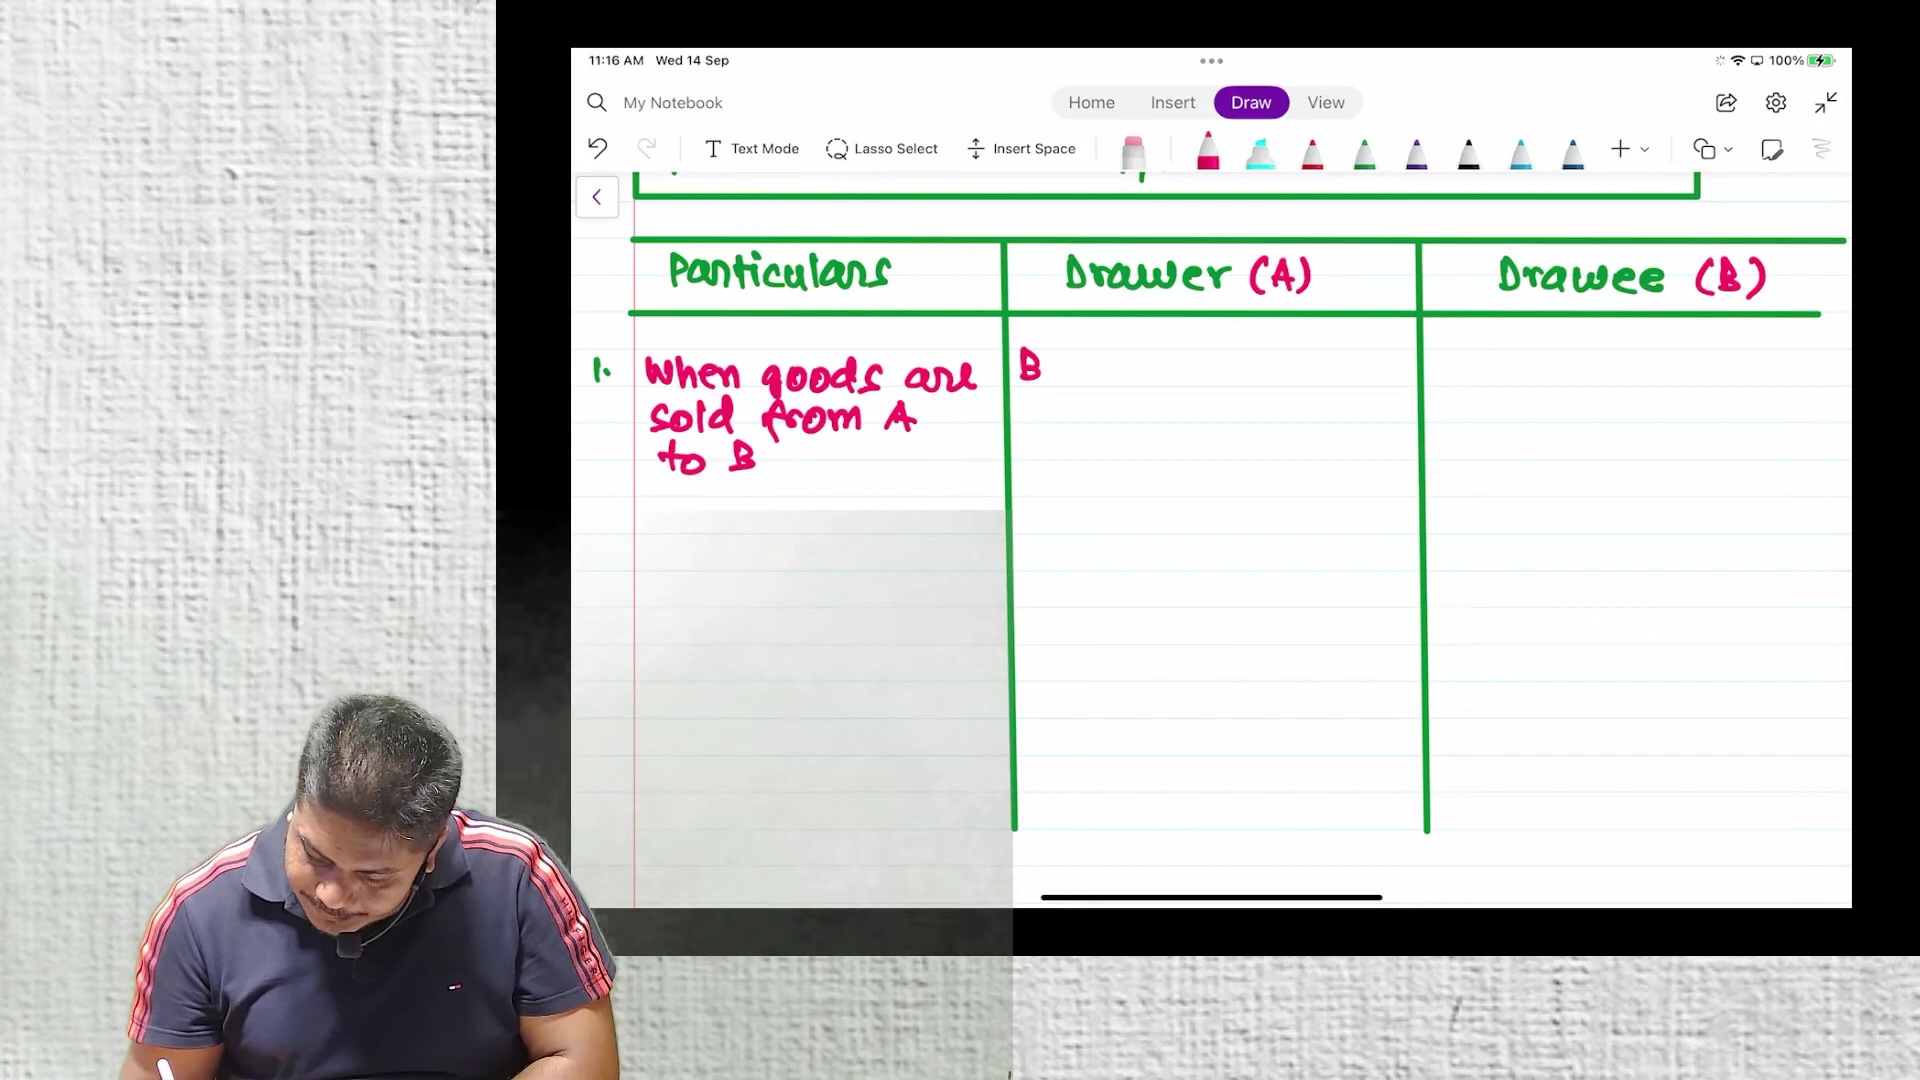 11:16 AM Wed 14 Sep
100%
My Notebook
Home Insert Draw View
Text Mode Lasso Select Insert Space
Particulars Drawer (A) Drawee (B)
1. When goods are B
sold from A
to B